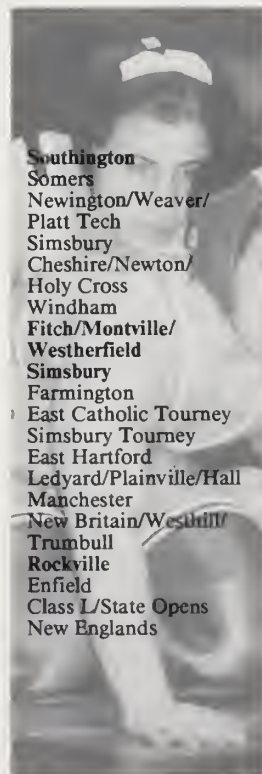 Southington
Somers
Newington/Weaver/
Platt Tech
Simsbury
Cheshire/Newton/
Holy Cross
Windham
Fitch/Montville/
Westherfield
Simsbury
Farmington
East Catholic Tourney
Simsbury Tourney
East Hartford
Ledyard/Plainville/Hall
Manchester
New Britain/Westhill/
Trumbull
Rockville
Enfield
Class L/State Opens
New Englands